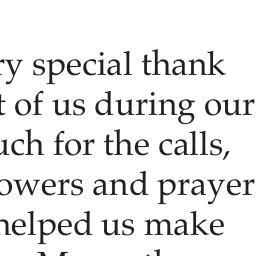 ry special thank
t of us during our
uch for the calls,
owers and prayer
helped us make